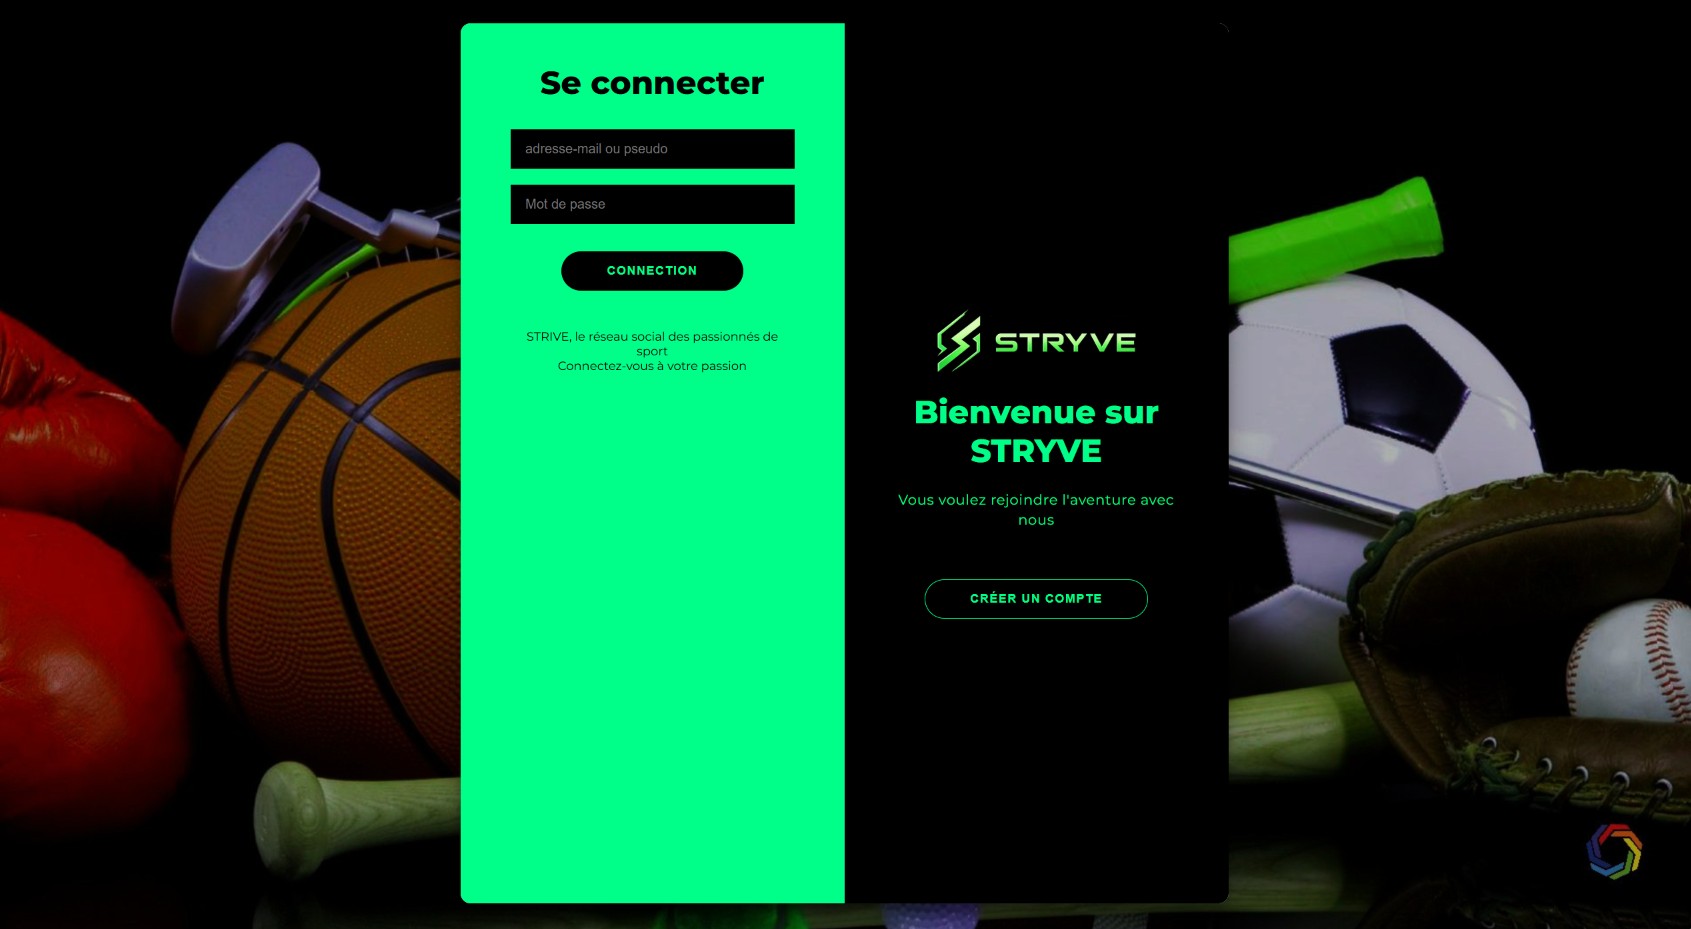 Se connecter
adresse-mail ou pseudo
Mot de passe
CONNECTION
STRIVE, le réseau social des passionnés de
sport
Connectez-vous à votre passion
STRYVE
Bienvenue sur
STRYVE
Vous voulez rejoindre l'aventure avec
nous
CRÉER UN COMPTE